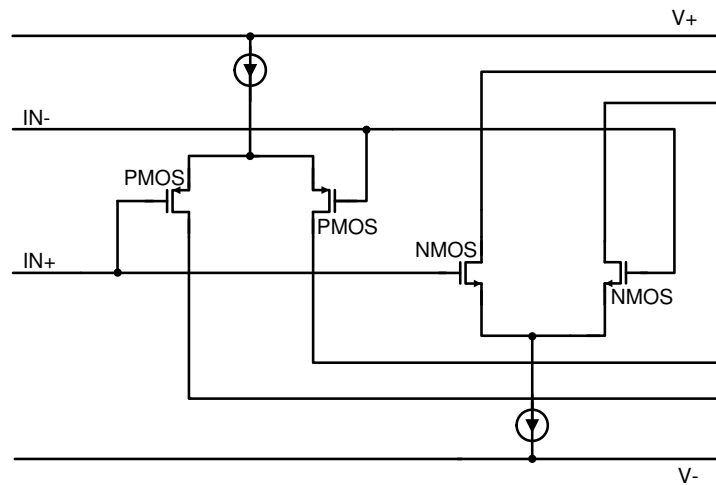 V+
IN-
PMOS
PMOS
NMOS
IN+
NMOS
V-